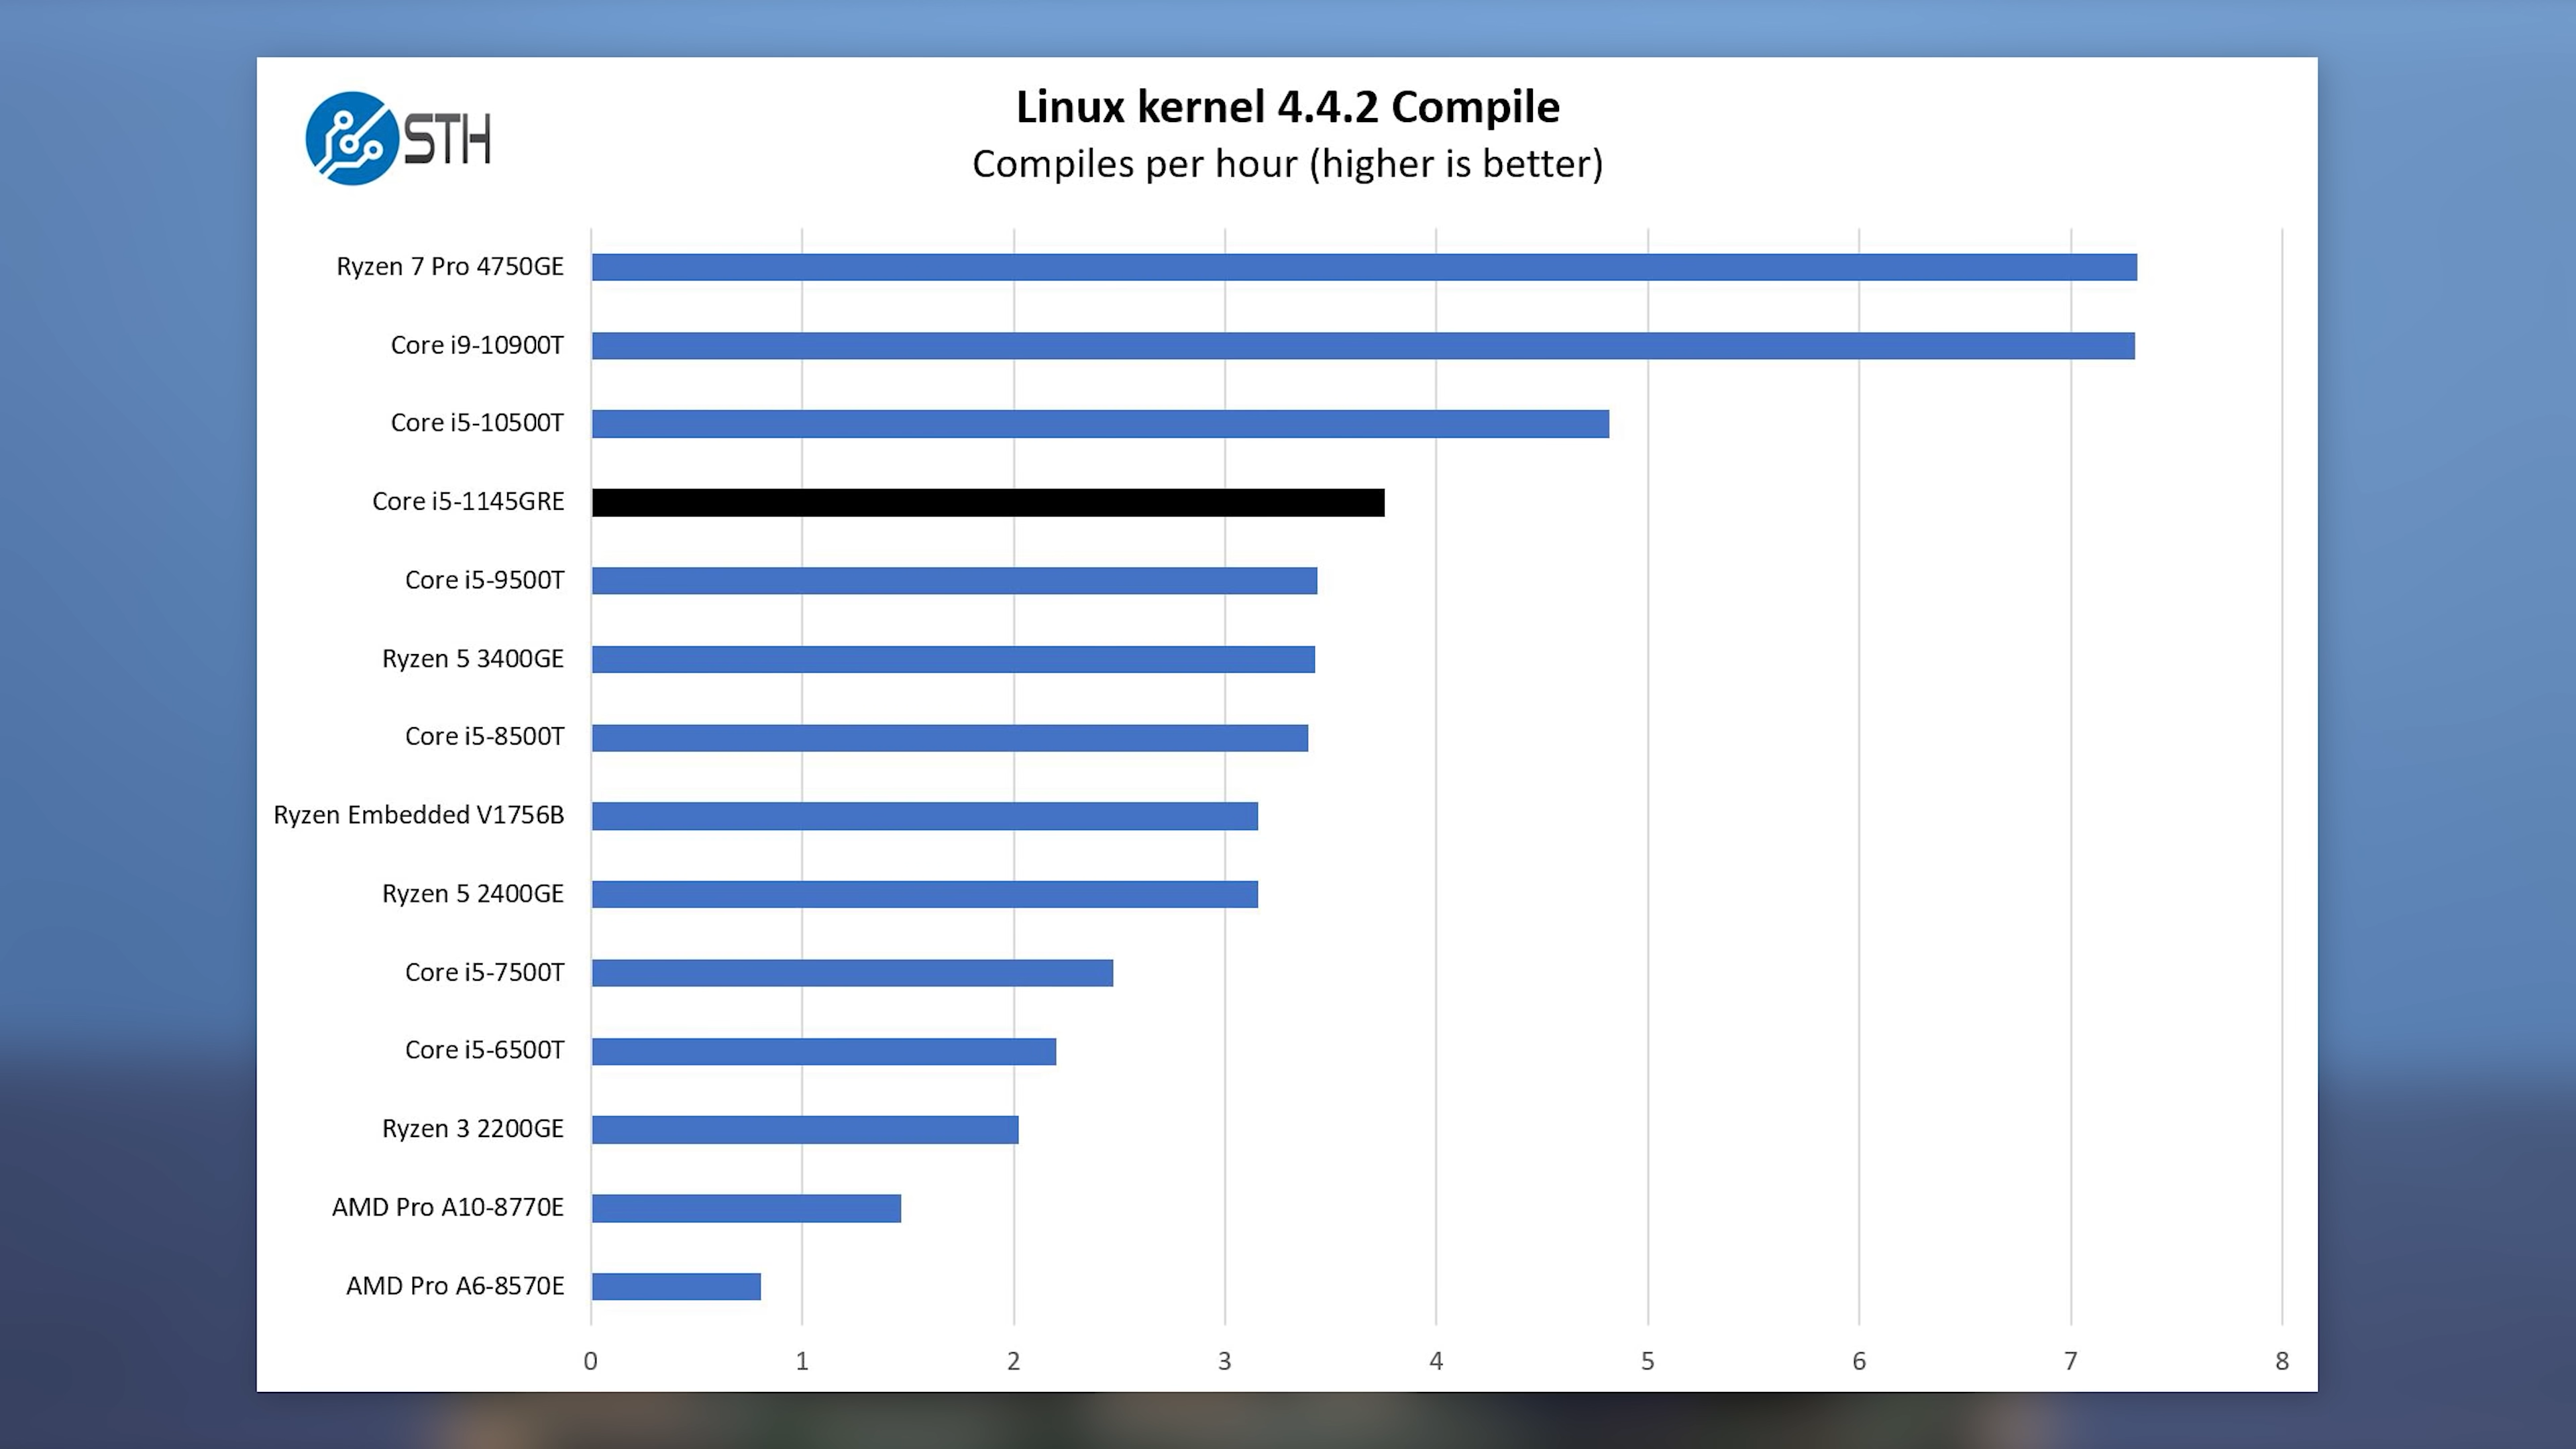 STH
Linux kernel 4.4.2 Compile
Compiles per hour (higher is better)
Ryzen 7 Pro 4750GE
Core i9-10900T
Core i5-10500T
Core i5-1145GRE
Core i5-9500T
Ryzen 5 3400GE
Core i5-8500T
Ryzen Embedded V1756B
Ryzen 5 2400GE
Core i5-7500T
Core i5-6500T
Ryzen 3 2200GE
AMD Pro A10-8770E
AMD Pro A6-8570E
0 1 2 3 4 5 6 7 8